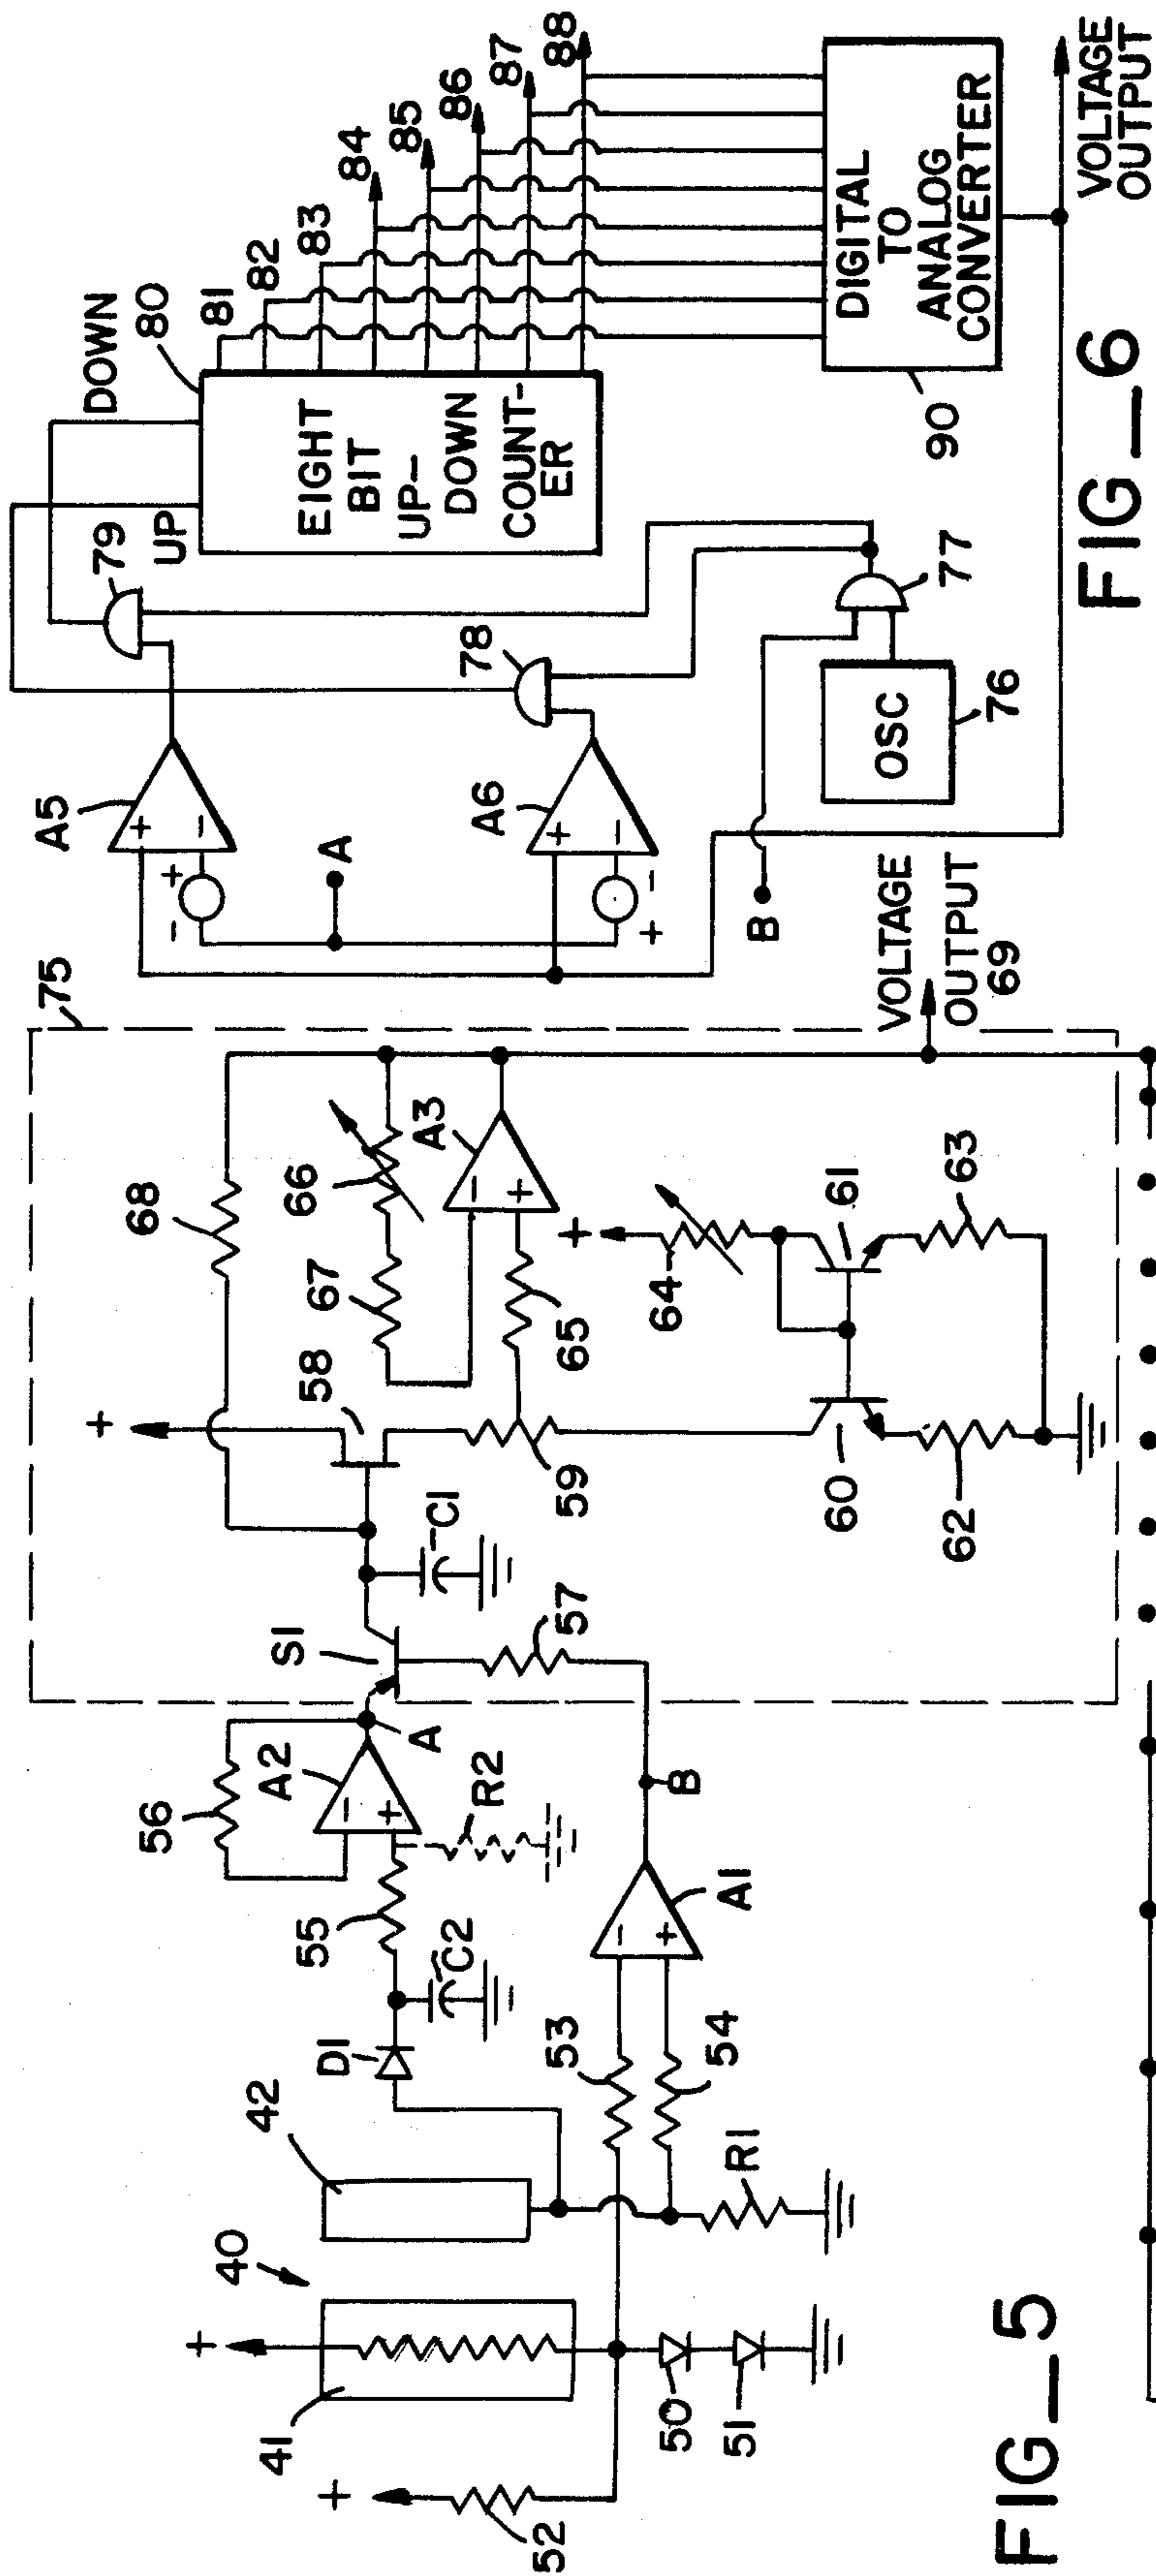 FIG_5
40
41
42
+
+
52
50
51
53
54
R1
D1
C2
55
56
A2
-
+
R2
A
A1
-
+
B
S1
57
C1
58
+
59
60
61
62
63
64
+
65
66
67
68
A3
-
+
75
VOLTAGE
OUTPUT
69
FIG_6
A5
+
-
+
-
A
A6
+
-
-
+
B
OSC
76
77
78
79
UP
DOWN
80
EIGHT
BIT
UP-
DOWN
COUNT-
ER
81
82
83
84
85
86
87
88
DIGITAL
TO
ANALOG
CONVERTER
90
VOLTAGE
OUTPUT